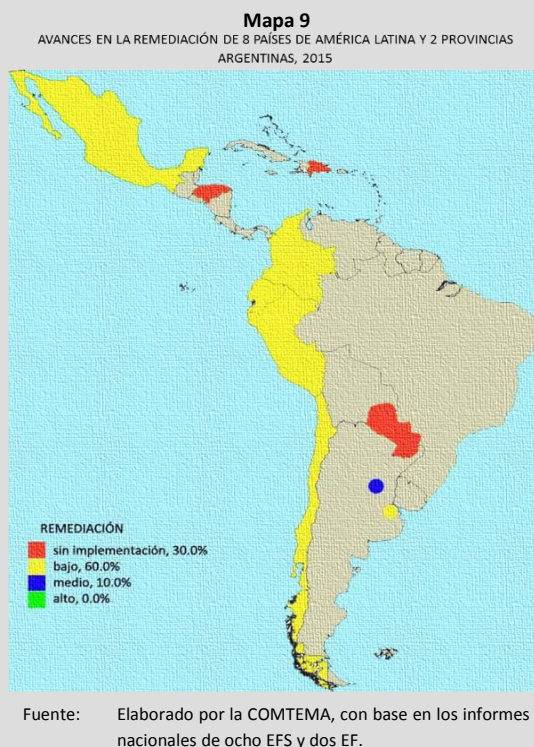 Mapa 9
AVANCES EN LA REMEDIACIÓN DE 8 PAÍSES DE AMÉRICA LATINA Y 2 PROVINCIAS
ARGENTINAS, 2015
REMEDIACIÓN
sin implementación, 30.0%
bajo, 60.0%
medio, 10.0%
alto, 0.0%
Fuente: Elaborado por la COMTEMA, con base en los informes
nacionales de ocho EFS y dos EF.